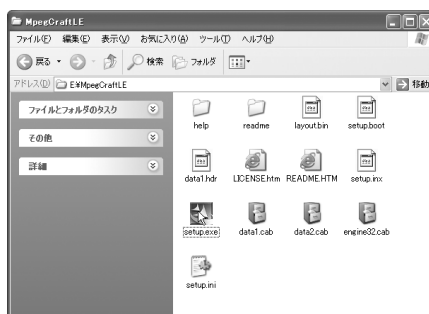 MpegCraftLE
ファイル(F) 編集(E) 表示(V) お気に入り(A) ツール(T) ヘルプ(H)
戻る 検索 フォルダ
アドレス(D) E:¥MpegCraftLE 移動
ファイルとフォルダのタスク
その他
詳細
help readme layout.bin setup.boot
data1.hdr LICENSE.htm README.HTM setup.inx
setup.exe data1.cab data2.cab engine32.cab
setup.ini